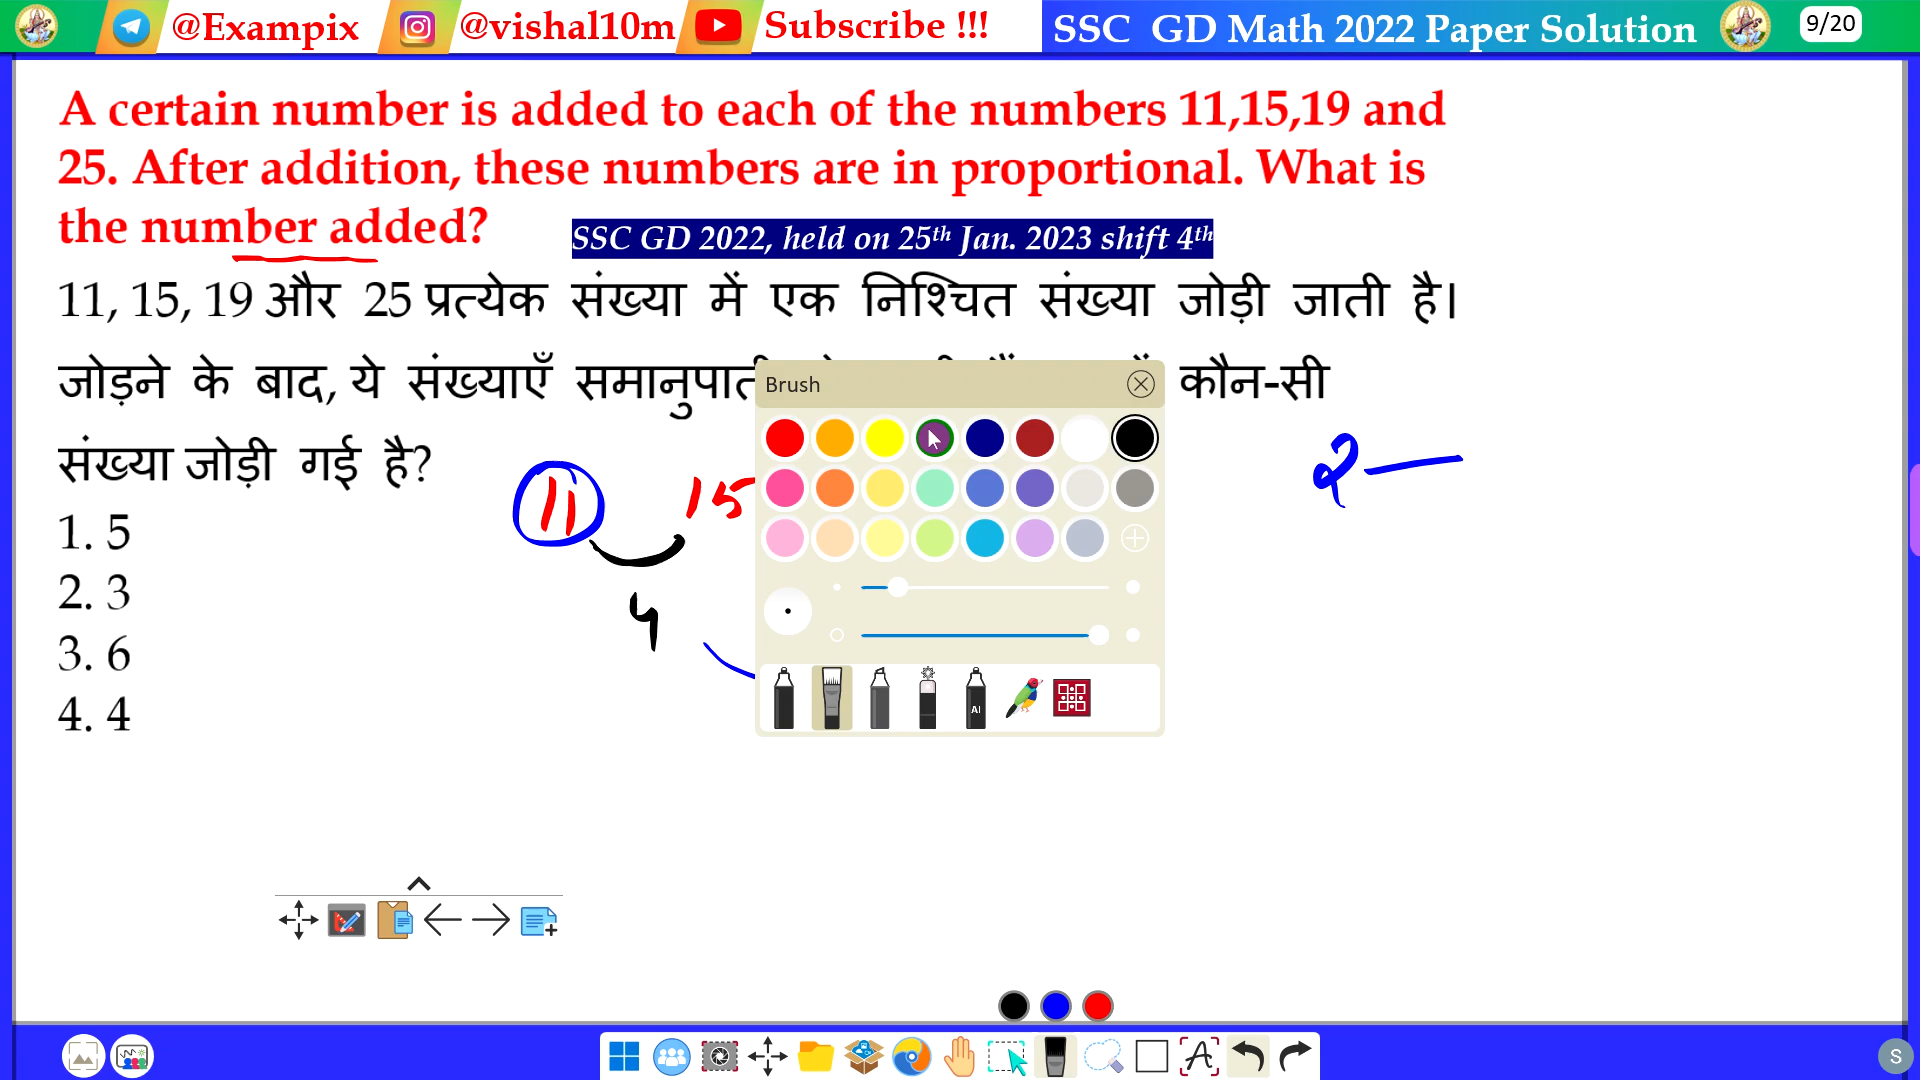 @Exampix @vishal10m Subscribe !!! SSC GD Math 2022 Paper Solution 9/20
A certain number is added to each of the numbers 11,15,19 and
25. After addition, these numbers are in proportional. What is
the number added? SSC GD 2022, held on 25th Jan. 2023 shift 4th
11, 15, 19 और 25 प्रत्येक संख्या में एक निश्चित संख्या जोड़ी जाती है।
जोड़ने के बाद, ये संख्याएँ कौन-सी
संख्या जोड़ी गई है?
11 15
4
1. 5
2. 3
3. 6
4. 4
Brush
AI
S